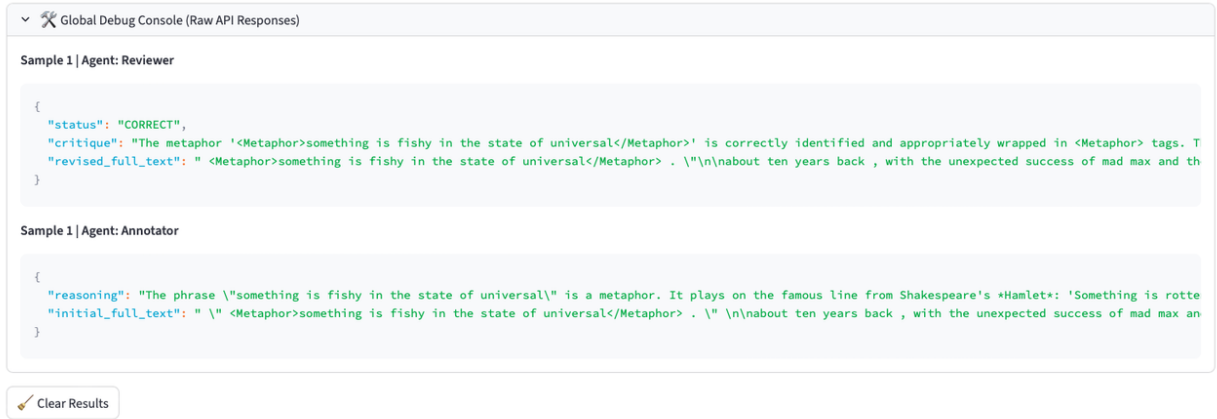 🛠 Global Debug Console (Raw API Responses)
Sample 1 | Agent: Reviewer
{
"status": "CORRECT",
"critique": "The metaphor '<Metaphor>something is fishy in the state of universal</Metaphor>' is correctly identified and appropriately wrapped in <Metaphor> tags.
"revised_full_text": " <Metaphor>something is fishy in the state of universal</Metaphor> . \"\n\nabout ten years back , with the unexpected success of mad max and th
}
Sample 1 | Agent: Annotator
{
"reasoning": "The phrase \"something is fishy in the state of universal\" is a metaphor. It plays on the famous line from Shakespeare's *Hamlet*: 'Something is rotte
"initial_full_text": " \" <Metaphor>something is fishy in the state of universal</Metaphor> . \" \n\nabout ten years back , with the unexpected success of mad max an
}
🧹 Clear Results